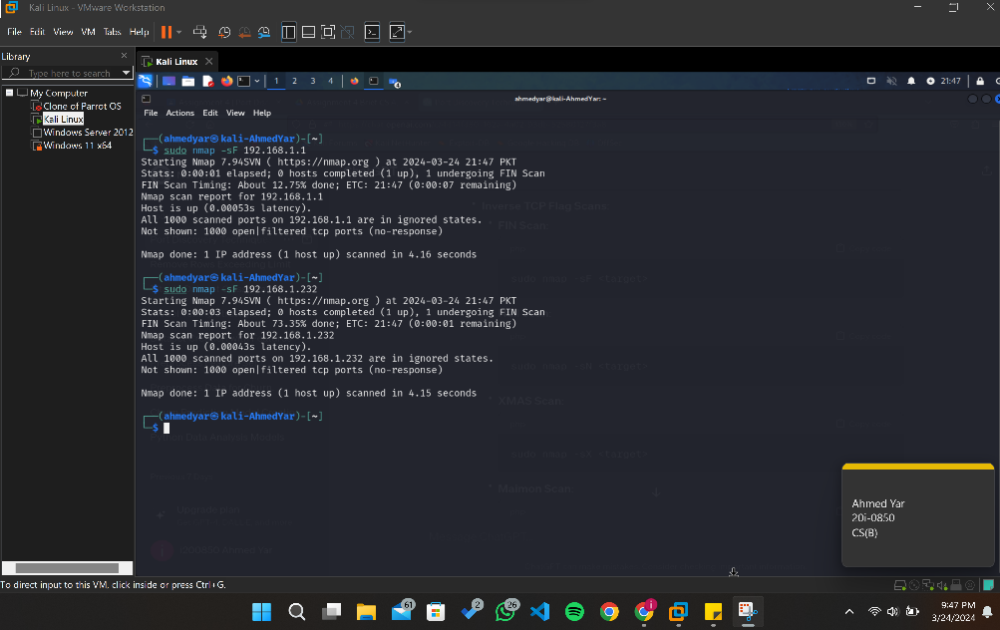 Kali Linux - VMware Workstation
File Edit View VM Tabs Help
Library
Type here to search
My Computer
Clone of Parrot OS
Kali Linux
Windows Server 2012
Windows 11 x64
Kali Linux
1 2 3 4
21:47
ahmedyar@kali-AhmedYar: ~
File Actions Edit View Help
┌──(ahmedyar㉿kali-AhmedYar)-[~]
└─$ sudo nmap -sF 192.168.1.1
Starting Nmap 7.94SVN ( https://nmap.org ) at 2024-03-24 21:47 PKT
Stats: 0:00:01 elapsed; 0 hosts completed (1 up), 1 undergoing FIN Scan
FIN Scan Timing: About 12.75% done; ETC: 21:47 (0:00:07 remaining)
Nmap scan report for 192.168.1.1
Host is up (0.00053s latency).
All 1000 scanned ports on 192.168.1.1 are in ignored states.
Not shown: 1000 open|filtered tcp ports (no-response)
Nmap done: 1 IP address (1 host up) scanned in 4.16 seconds
┌──(ahmedyar㉿kali-AhmedYar)-[~]
└─$ sudo nmap -sF 192.168.1.232
Starting Nmap 7.94SVN ( https://nmap.org ) at 2024-03-24 21:47 PKT
Stats: 0:00:03 elapsed; 0 hosts completed (1 up), 1 undergoing FIN Scan
FIN Scan Timing: About 73.35% done; ETC: 21:47 (0:00:01 remaining)
Nmap scan report for 192.168.1.232
Host is up (0.00043s latency).
All 1000 scanned ports on 192.168.1.232 are in ignored states.
Not shown: 1000 open|filtered tcp ports (no-response)
Nmap done: 1 IP address (1 host up) scanned in 4.15 seconds
┌──(ahmedyar㉿kali-AhmedYar)-[~]
└─$
Inverse TCP Flag Scans
FIN Scan:
XMAS Scan
Maimon Scan
Upgrade plan
Ahmed Yar
20i-0850
CS(B)
To direct input to this VM, click inside or press Ctrl+G.
61
2
26
9:47 PM
3/24/2024